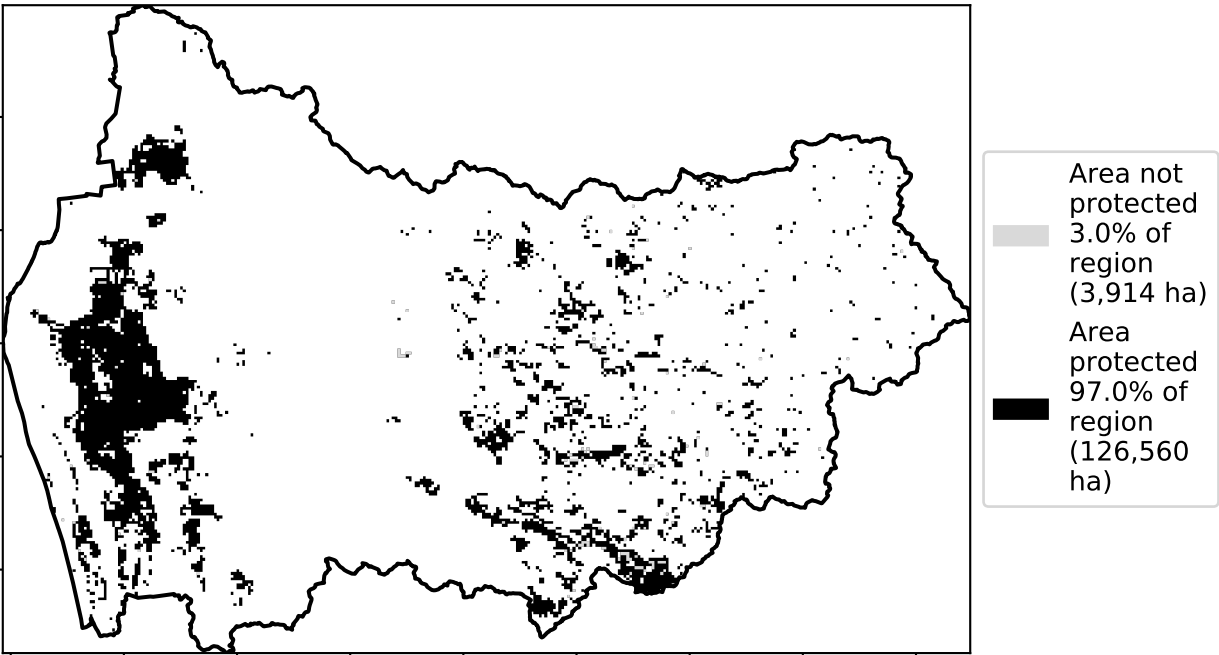 Area not
protected
3.0% of
region
(3,914 ha)
Area
protected
97.0% of
region
(126,560
ha)